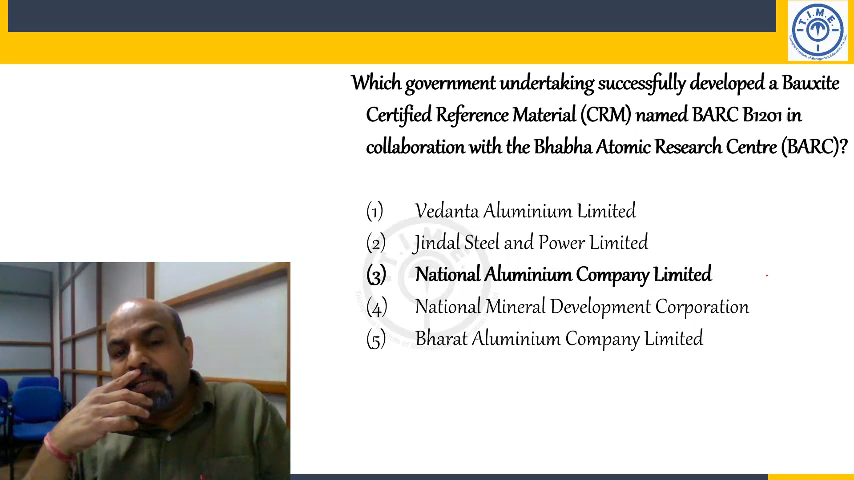 T.I.M.E.
Which government undertaking successfully developed a Bauxite
Certified Reference Material (CRM) named BARC B1201 in
collaboration with the Bhabha Atomic Research Centre (BARC)?
(1) Vedanta Aluminium Limited
(2) Jindal Steel and Power Limited
(3) National Aluminium Company Limited
(4) National Mineral Development Corporation
(5) Bharat Aluminium Company Limited